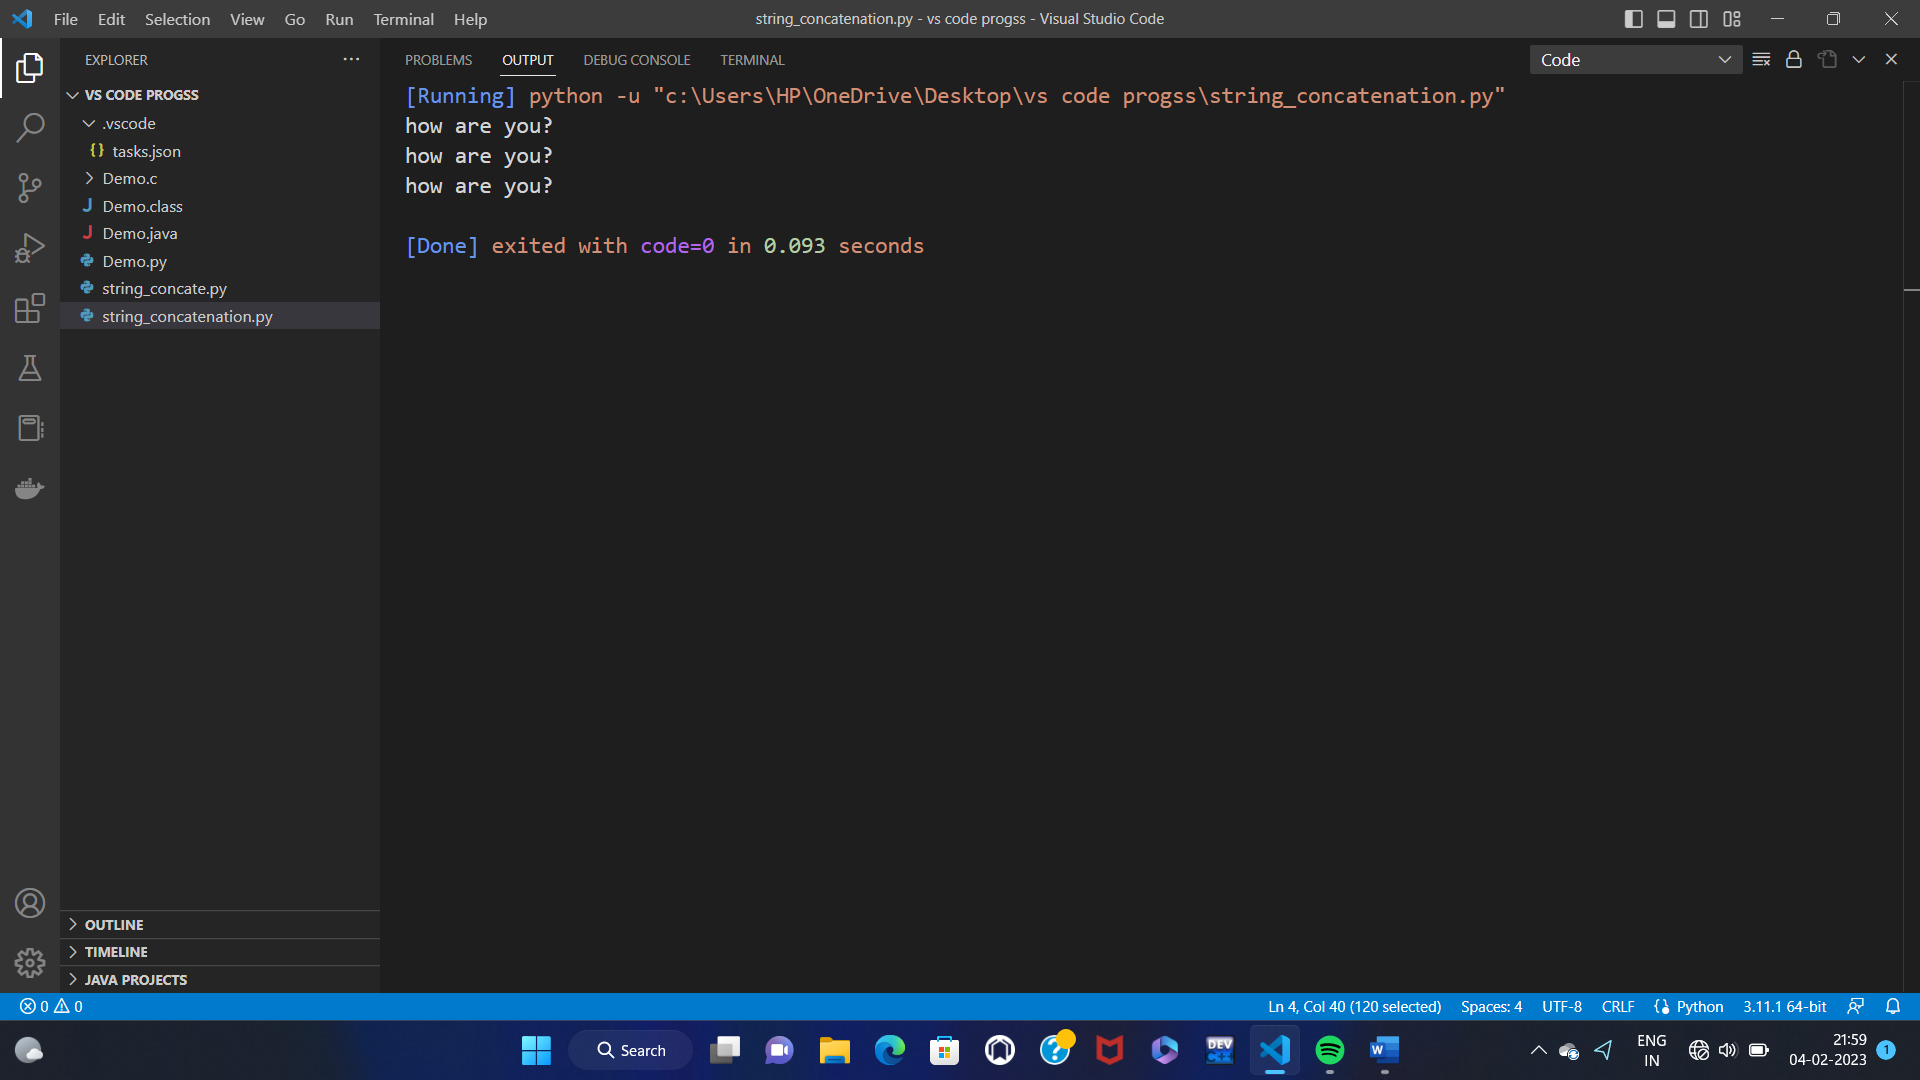 File Edit Selection View Go Run Terminal Help
string_concatenation.py - vs code progss - Visual Studio Code
EXPLORER
VS CODE PROGSS
.vscode
{} tasks.json
Demo.c
J Demo.class
J Demo.java
Demo.py
string_concate.py
string_concatenation.py
OUTLINE
TIMELINE
JAVA PROJECTS
PROBLEMS OUTPUT DEBUG CONSOLE TERMINAL
Code
[Running] python -u "c:\Users\HP\OneDrive\Desktop\vs code progss\string_concatenation.py"
how are you?
how are you?
how are you?
[Done] exited with code=0 in 0.093 seconds
0 0
Ln 4, Col 40 (120 selected) Spaces: 4 UTF-8 CRLF Python 3.11.1 64-bit
Search
DEV
C++
W
ENG
IN
21:59
04-02-2023
1